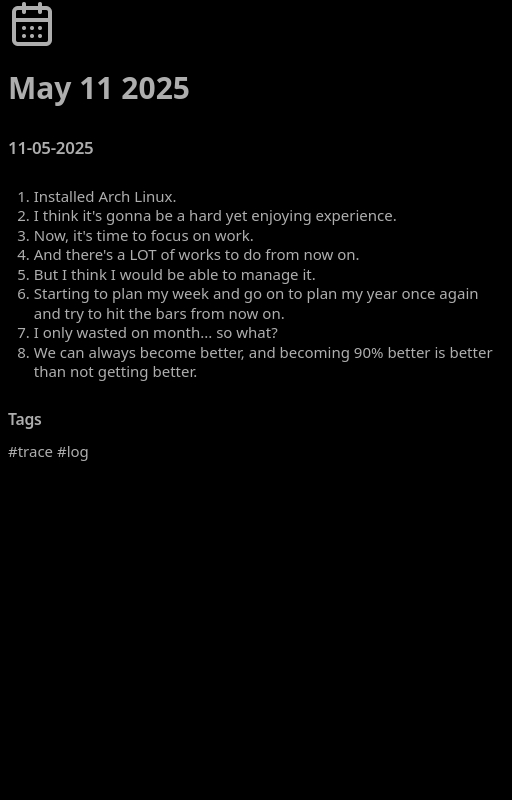 May 11 2025
11-05-2025
1. Installed Arch Linux.
2. I think it's gonna be a hard yet enjoying experience.
3. Now, it's time to focus on work.
4. And there's a LOT of works to do from now on.
5. But I think I would be able to manage it.
6. Starting to plan my week and go on to plan my year once again
and try to hit the bars from now on.
7. I only wasted on month... so what?
8. We can always become better, and becoming 90% better is better
than not getting better.
Tags
#trace #log